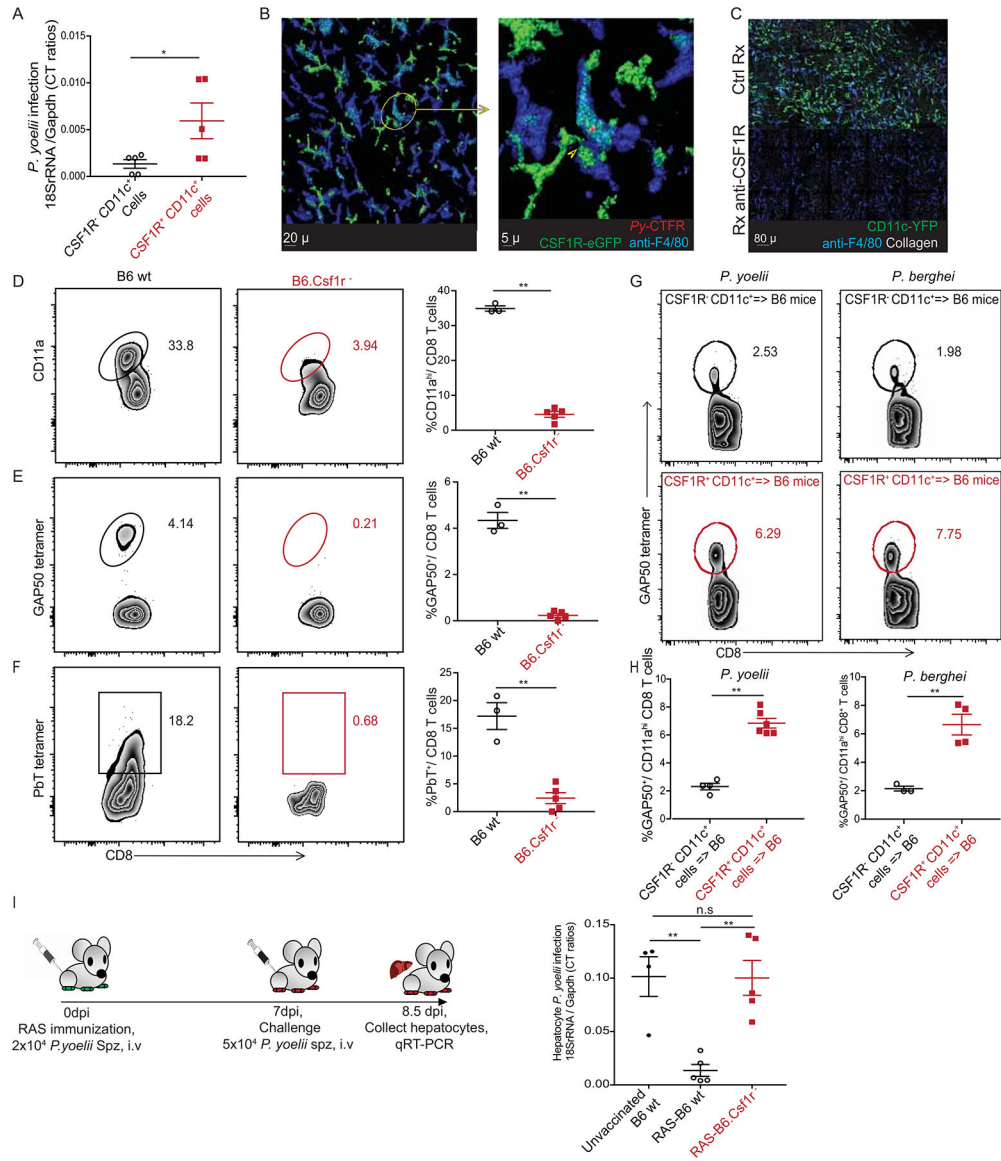 A
P. yoelii infection
18SrRNA /Gapdh (CT ratios)
0.015
0.010
0.005
0.000
*
CSF1R- CD11c+
Cells
CSF1R+ CD11c+
cells
B
20 µ
5 µ
Py-CTFR
CSF1R-eGFP
anti-F4/80
C
Ctrl Rx
Rx anti-CSF1R
CD11c-YFP
80 µ
anti-F4/80 Collagen
D
B6 wt
B6.Csf1r -
CD11a
33.8
3.94
%CD11ahi/ CD8 T cells
40
30
20
10
0
**
B6 wt
B6.Csf1r-
E
GAP50 tetramer
4.14
0.21
%GAP50+/ CD8 T cells
6
4
2
0
**
B6 wt
B6.Csf1r-
F
PbT tetramer
18.2
0.68
CD8
%PbT+/ CD8 T cells
25
20
15
10
5
0
**
B6 wt
B6.Csf1r-
G
P. yoelii
P. berghei
CSF1R- CD11c+=> B6 mice
CSF1R- CD11c+=> B6 mice
2.53
1.98
CSF1R+ CD11c+=> B6 mice
CSF1R+ CD11c+=> B6 mice
6.29
7.75
GAP50 tetramer
CD8
H
P. yoelii
%GAP50+/ CD11ahi CD8 T cells
10
8
6
4
2
0
**
CSF1R- CD11c+
cells => B6
CSF1R+ CD11c+
cells => B6
P. berghei
%GAP50+/ CD11ahi CD8+ T cells
10
8
6
4
2
0
**
CSF1R- CD11c+
cells => B6
CSF1R+ CD11c+
cells => B6
I
0dpi
RAS immunization,
2x104 P.yoelii Spz, i.v
7dpi,
Challenge
5x104 P. yoelii spz, i.v
8.5 dpi,
Collect hepatocytes,
qRT-PCR
Hepatocyte P. yoelii infection
18SrRNA / Gapdh (CT ratios)
0.15
0.10
0.05
0.00
n.s
**
**
Unvaccinated
B6 wt
RAS-B6 wt
RAS-B6.Csf1r-